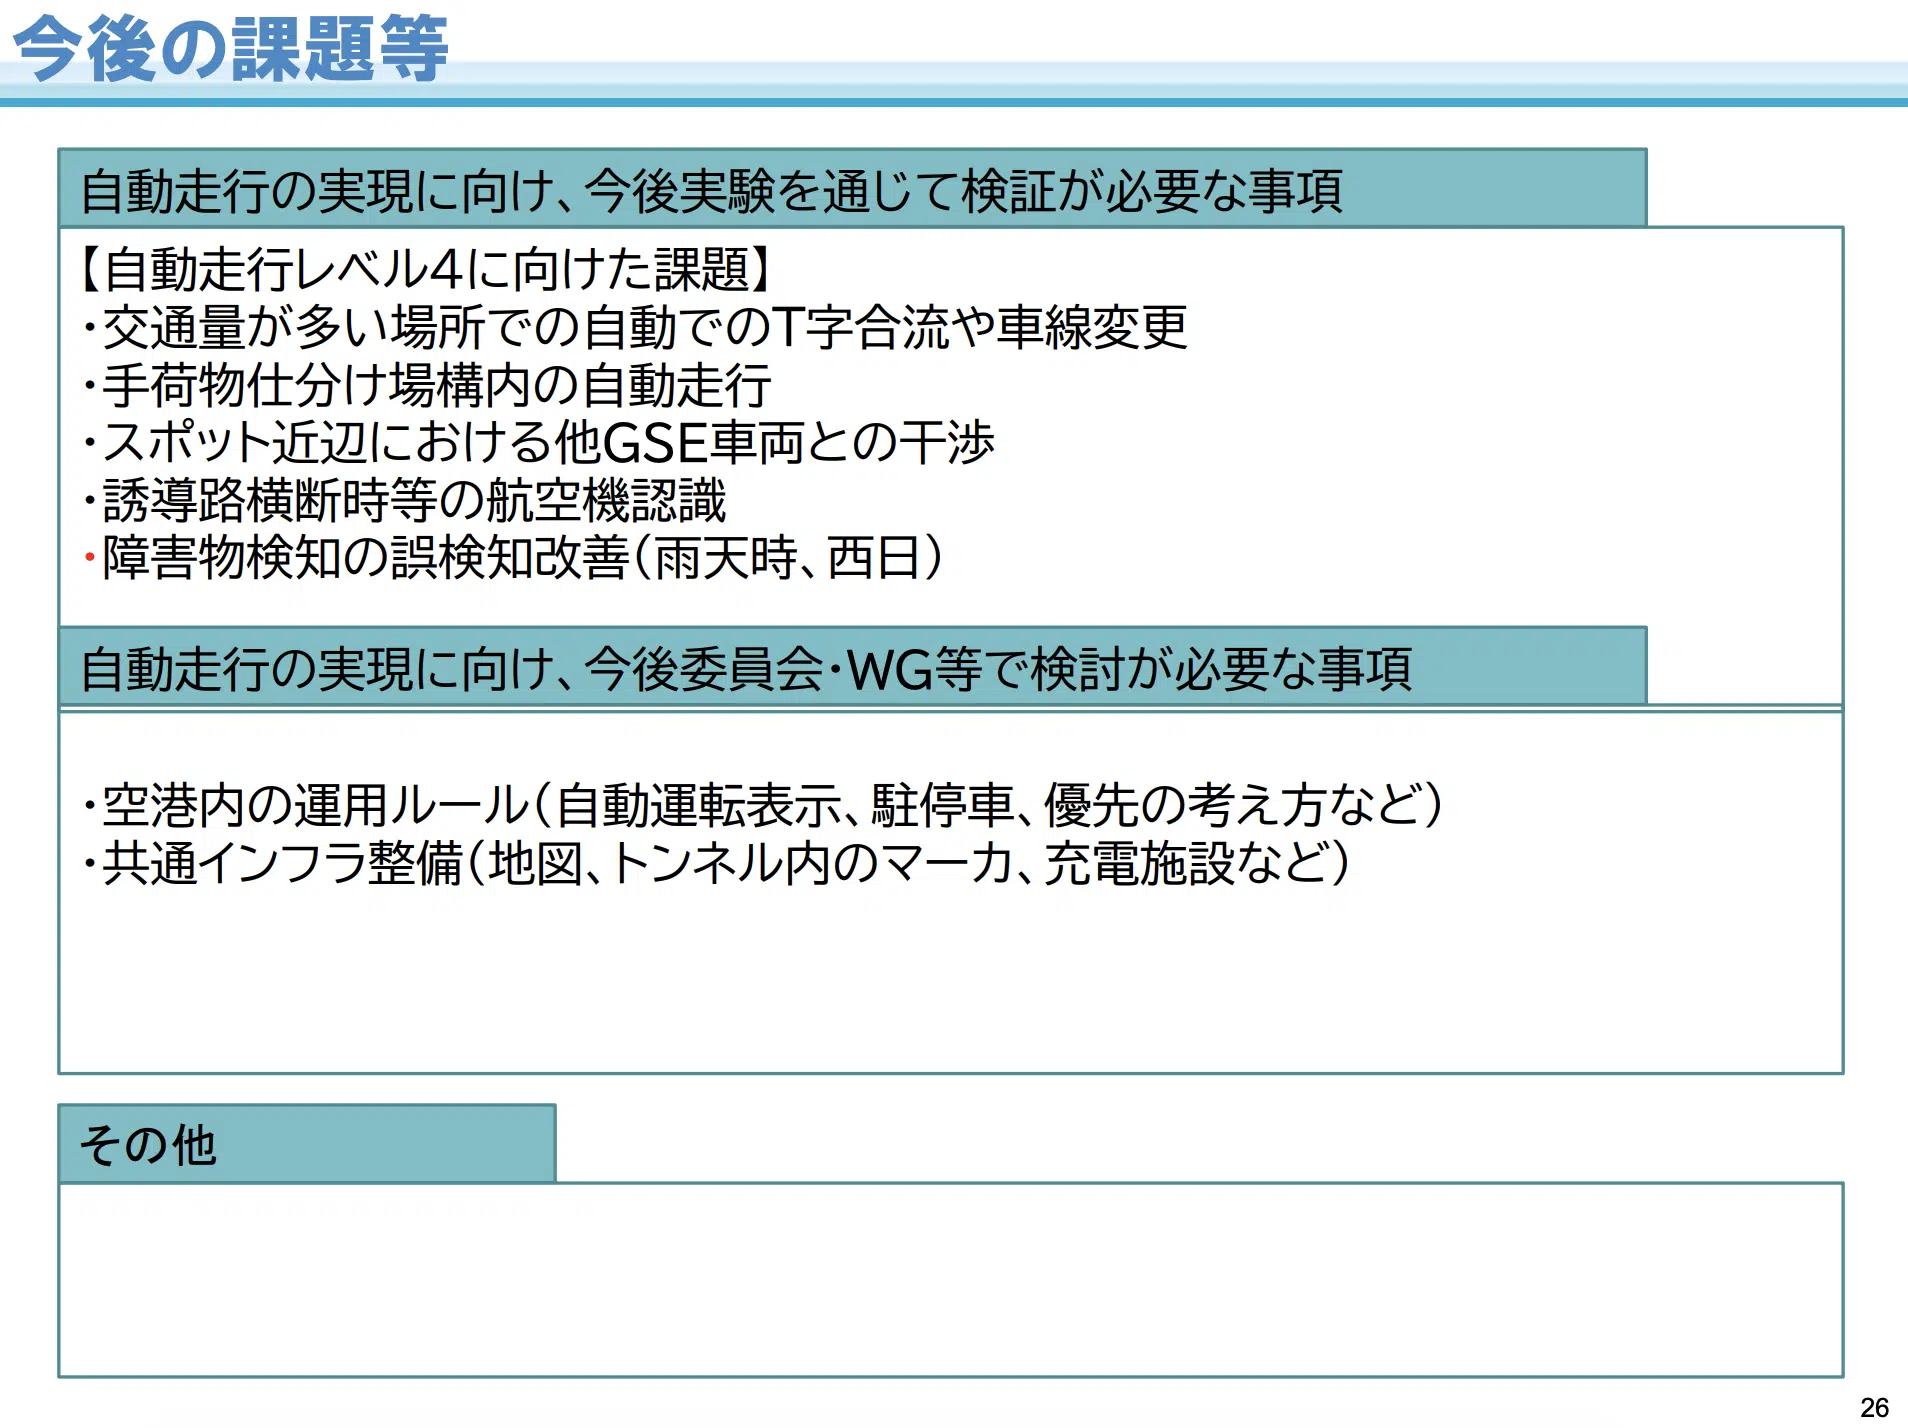 今後の課題等
自動走行の実現に向け、今後実験を通じて検証が必要な事項
【自動走行レベル4に向けた課題】
・交通量が多い場所での自動でのT字合流や車線変更
・手荷物仕分け場構内の自動走行
・スポット近辺における他GSE車両との干渉
・誘導路横断時等の航空機認識
・障害物検知の誤検知改善(雨天時、西日)
自動走行の実現に向け、今後委員会・WG等で検討が必要な事項
・空港内の運用ルール(自動運転表示、駐停車、優先の考え方など)
・共通インフラ整備(地図、トンネル内のマーカ、充電施設など)
その他
26